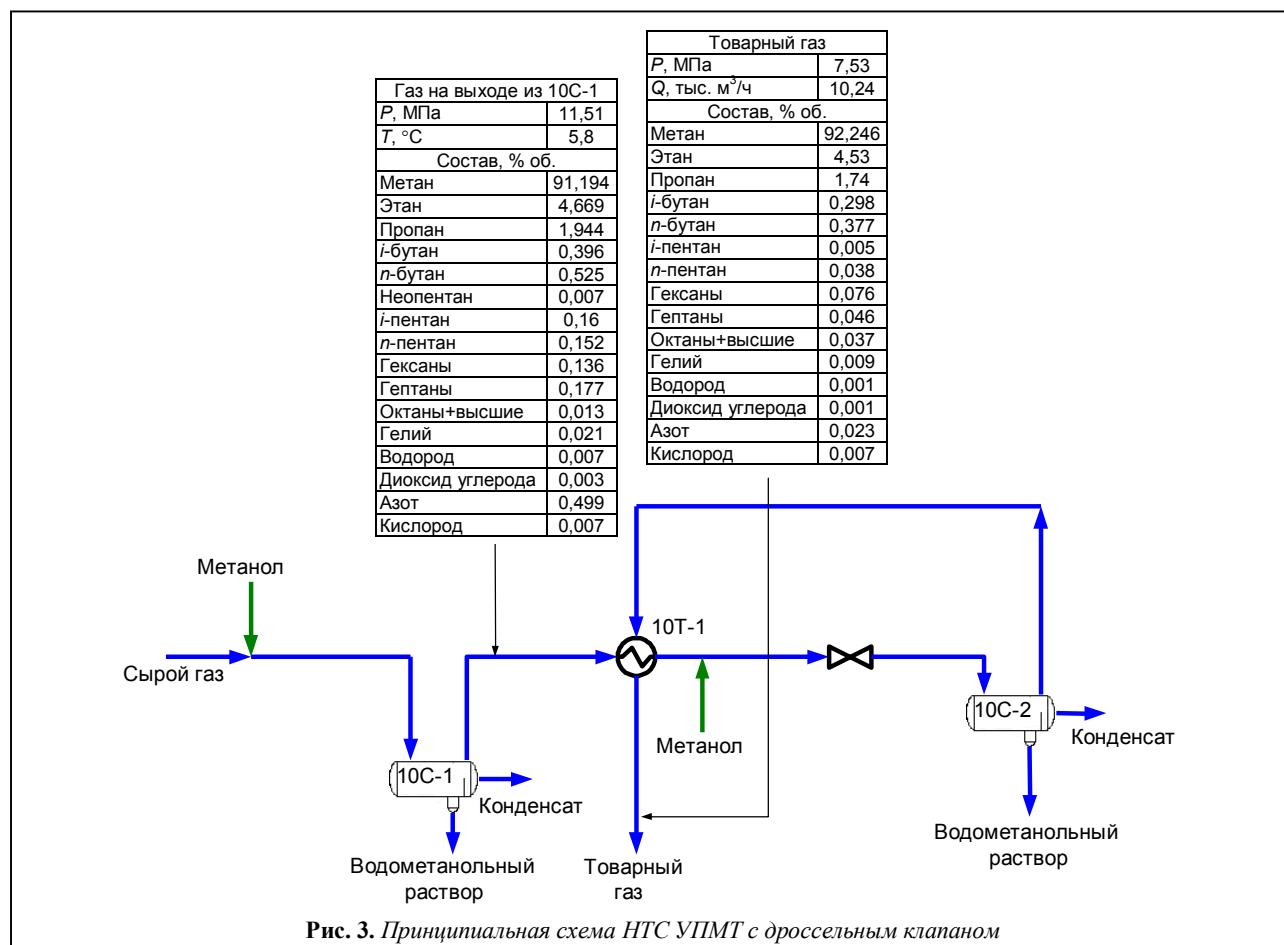 Газ на выходе из 10С-1
P, МПа 11,51
T, °С 5,8
Состав, % об.
Метан 91,194
Этан 4,669
Пропан 1,944
i-бутан 0,396
n-бутан 0,525
Неопентан 0,007
i-пентан 0,16
n-пентан 0,152
Гексаны 0,136
Гептаны 0,177
Октаны+высшие 0,013
Гелий 0,021
Водород 0,007
Диоксид углерода 0,003
Азот 0,499
Кислород 0,007
Товарный газ
P, МПа 7,53
Q, тыс. м³/ч 10,24
Состав, % об.
Метан 92,246
Этан 4,53
Пропан 1,74
i-бутан 0,298
n-бутан 0,377
i-пентан 0,005
n-пентан 0,038
Гексаны 0,076
Гептаны 0,046
Октаны+высшие 0,037
Гелий 0,009
Водород 0,001
Диоксид углерода 0,001
Азот 0,023
Кислород 0,007
Метанол
Сырой газ
10С-1
Конденсат
Водометанольный
раствор
10Т-1
Метанол
Товарный
газ
10С-2
Конденсат
Водометанольный
раствор
Рис. 3. Принципиальная схема НТС УПМТ с дроссельным клапаном